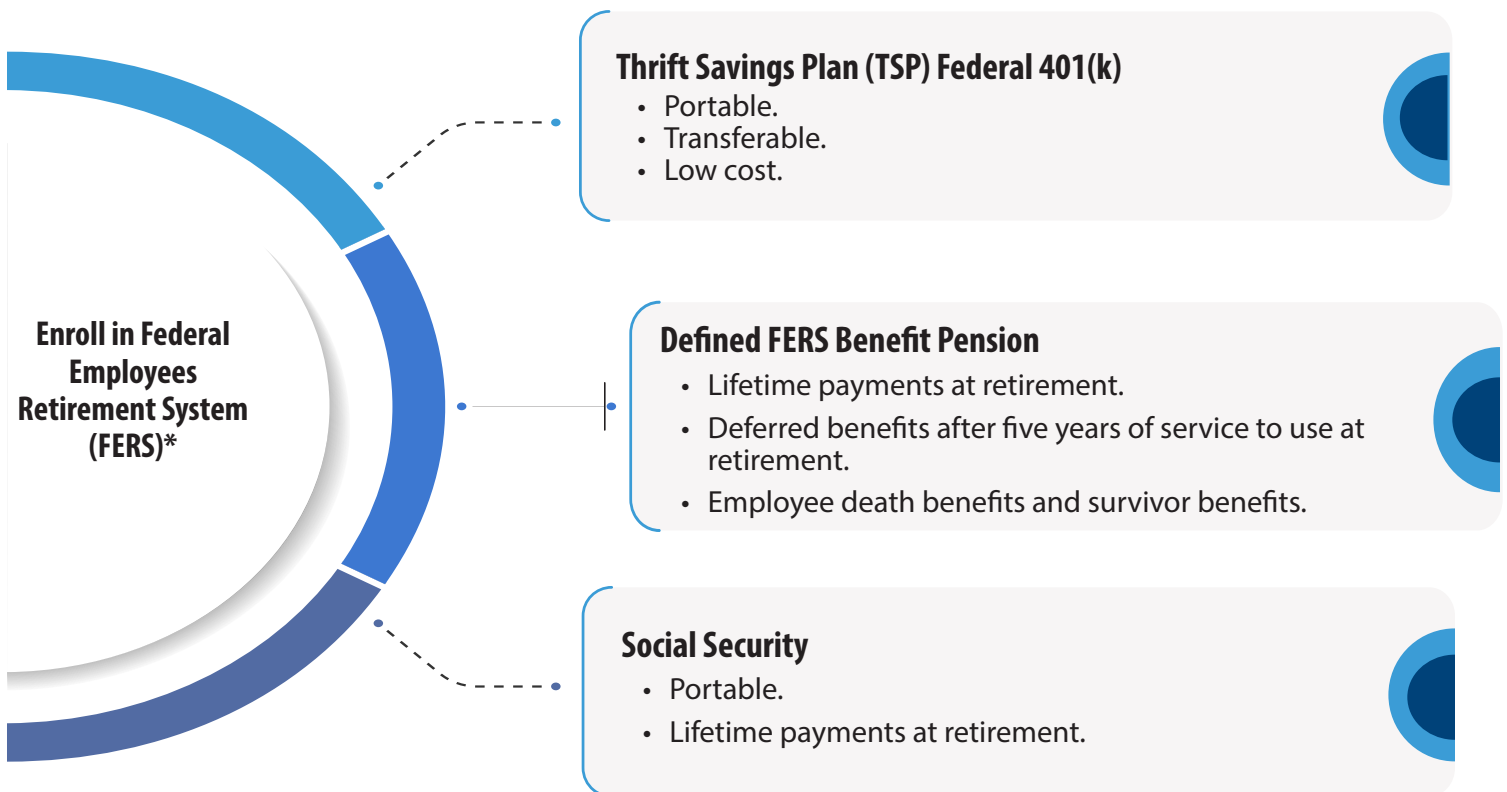 Enroll in Federal
Employees
Retirement System
(FERS)*
Thrift Savings Plan (TSP) Federal 401(k)
• Portable.
• Transferable.
• Low cost.
Defined FERS Benefit Pension
• Lifetime payments at retirement.
• Deferred benefits after five years of service to use at
retirement.
• Employee death benefits and survivor benefits.
Social Security
• Portable.
• Lifetime payments at retirement.